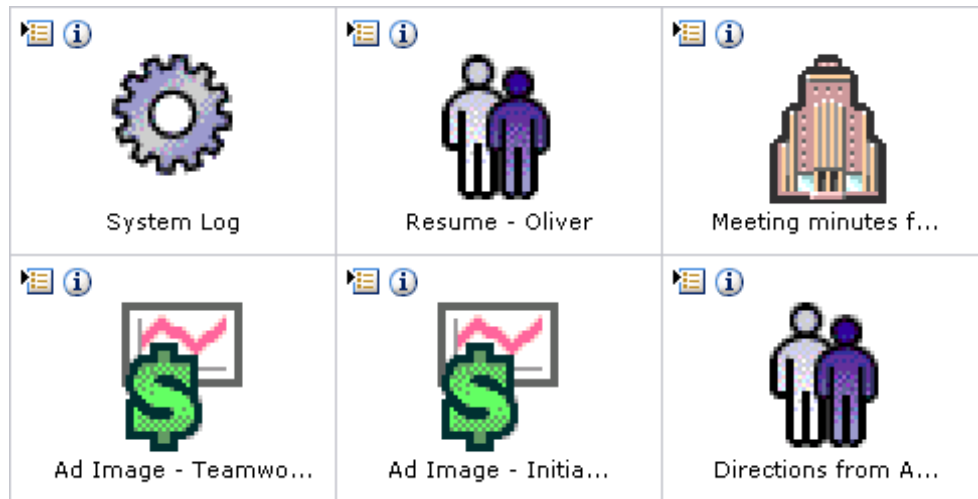 System Log
Resume - Oliver
Meeting minutes f...
Ad Image - Teamwo...
Ad Image - Initia...
Directions from A...